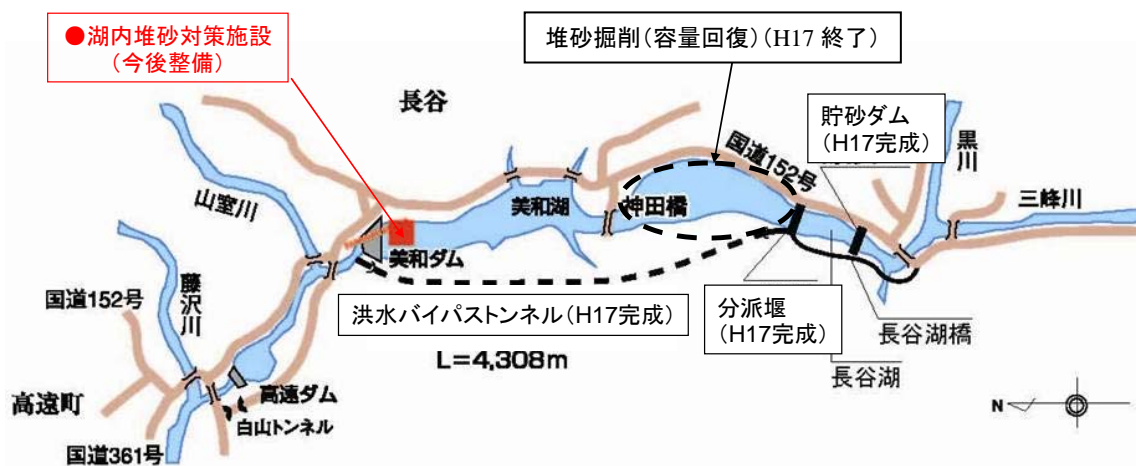 ●湖内堆砂対策施設
(今後整備)
堆砂掘削(容量回復)(H17 終了)
長谷
貯砂ダム
(H17完成)
黒川
国道152号
三峰川
山室川
美和湖
神田橋
美和ダム
藤沢川
国道152号
洪水バイパストンネル(H17完成)
分派堰
(H17完成)
長谷湖橋
L=4,308m
長谷湖
高遠町
高遠ダム
白山トンネル
N
国道361号